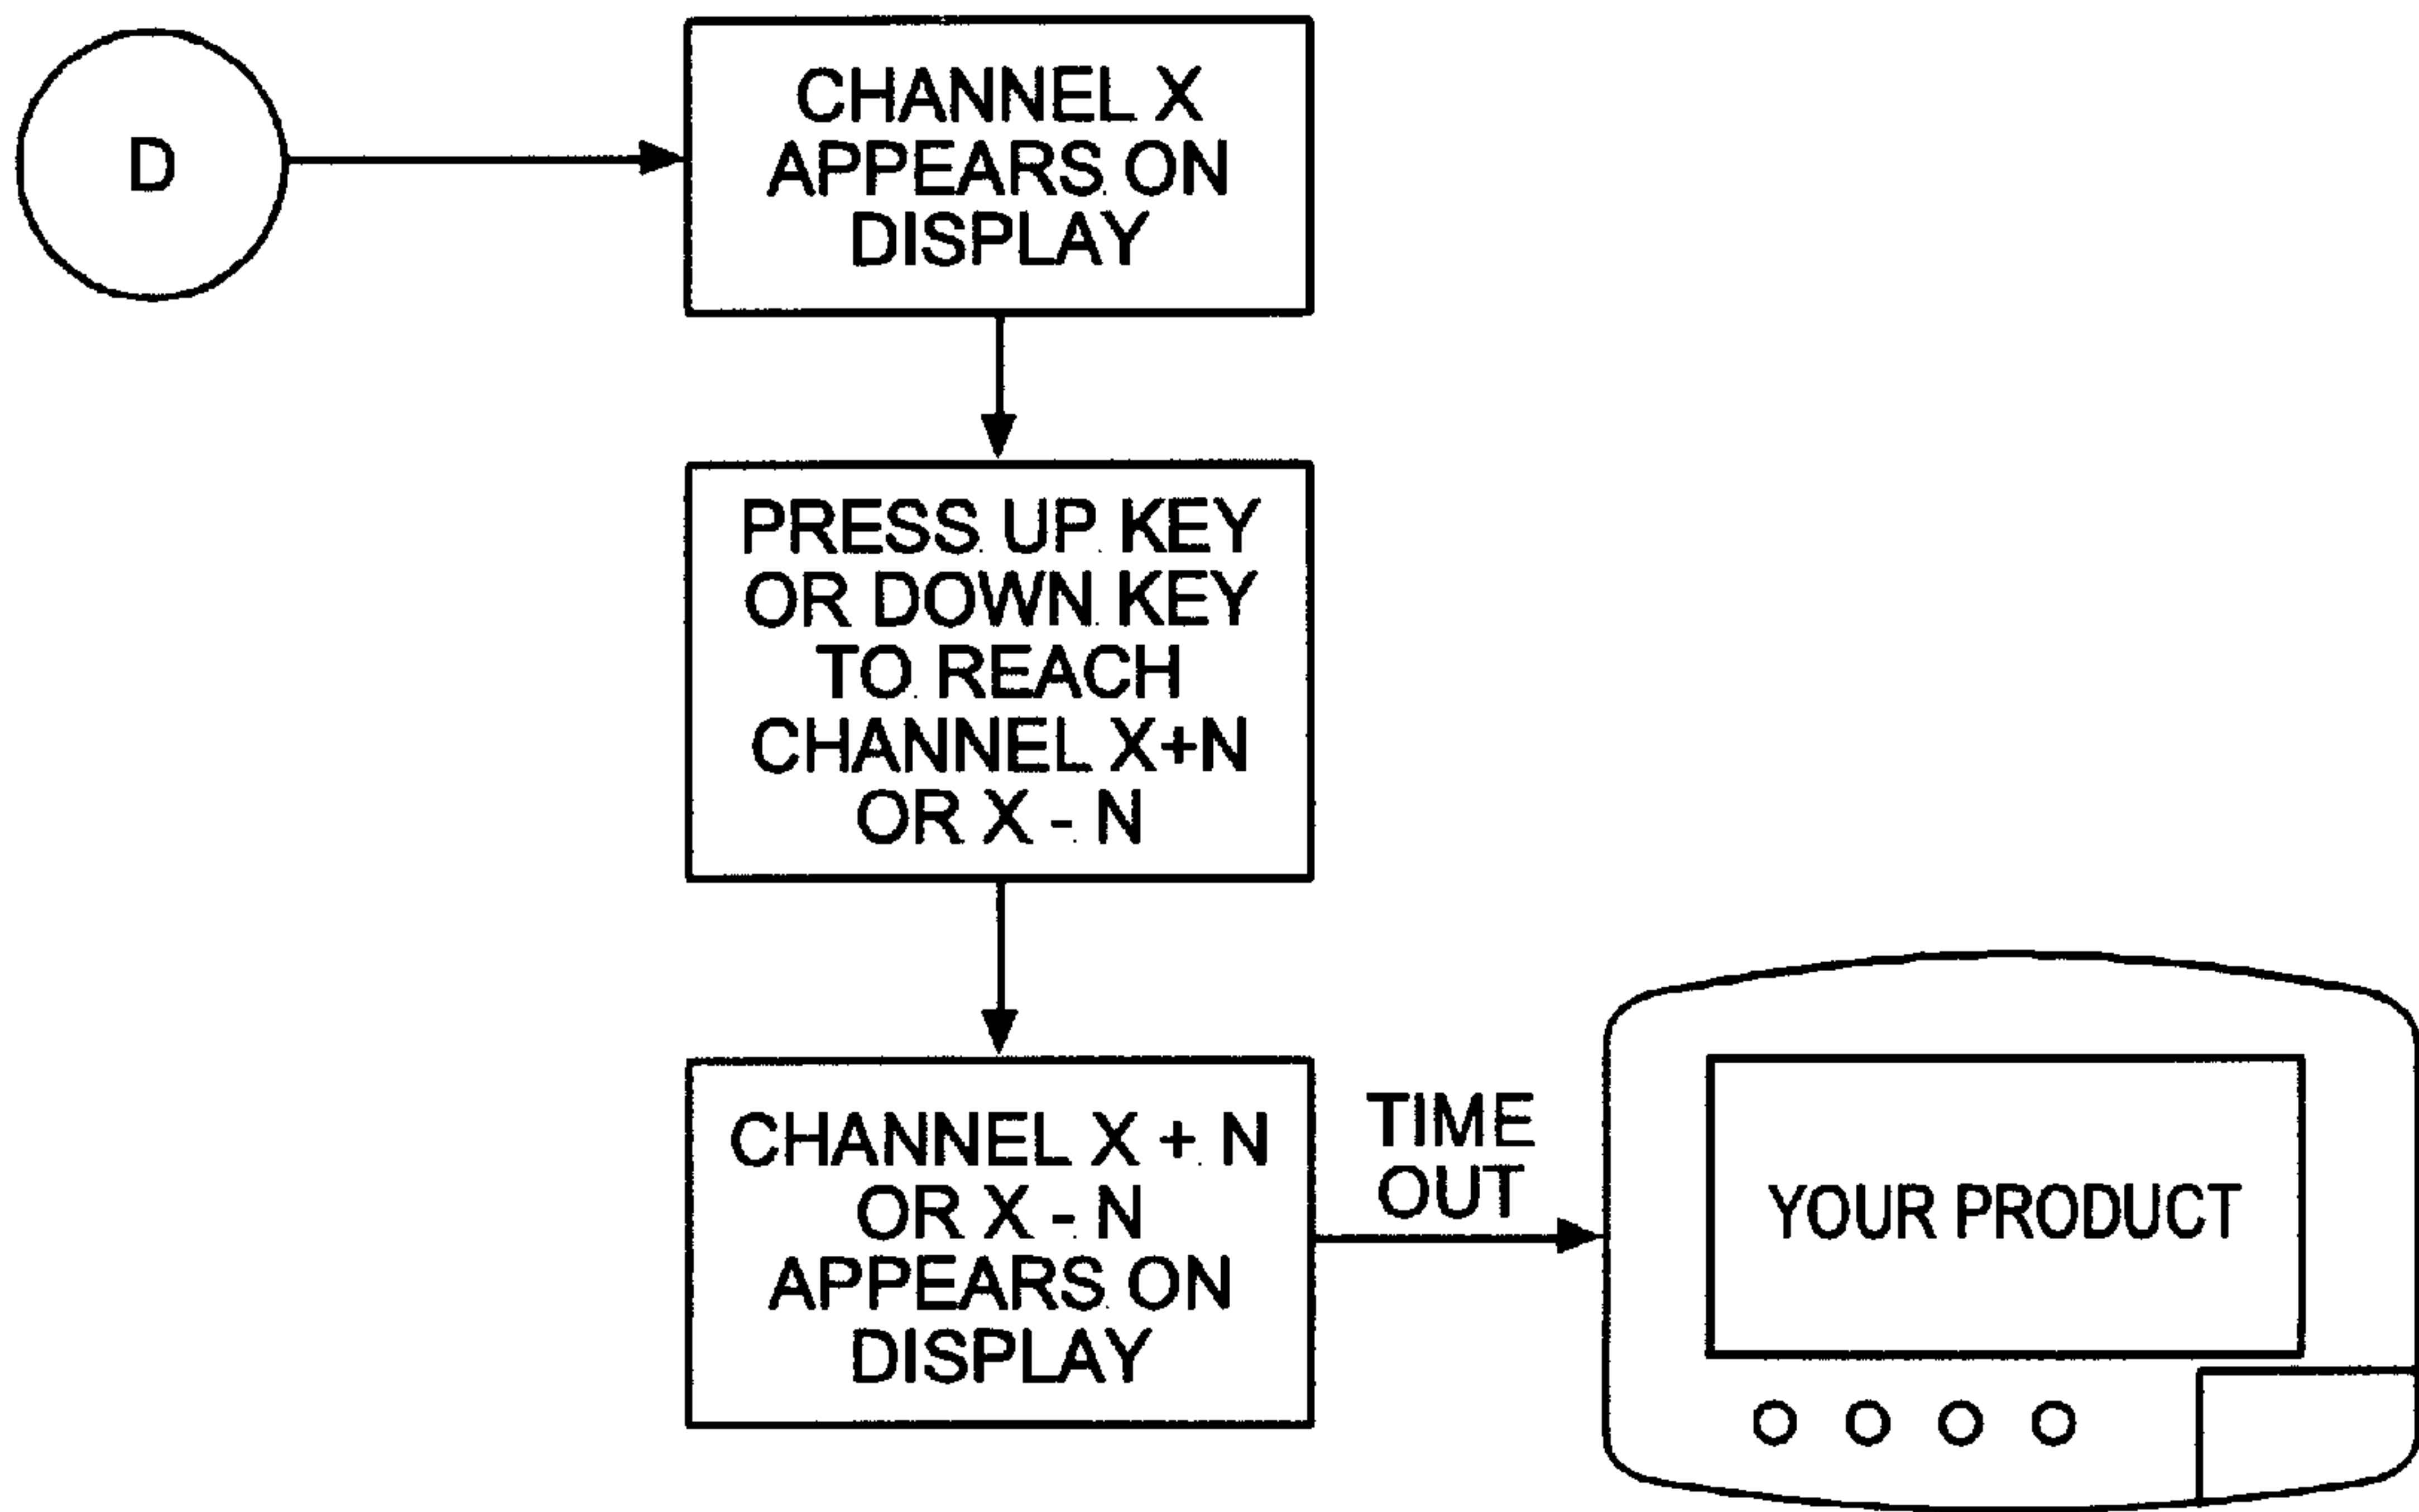 D
CHANNEL X
APPEARS ON
DISPLAY
PRESS UP KEY
OR DOWN KEY
TO REACH
CHANNEL X+N
OR X - N
CHANNEL X + N
OR X - N
APPEARS ON
DISPLAY
TIME
OUT
YOUR PRODUCT